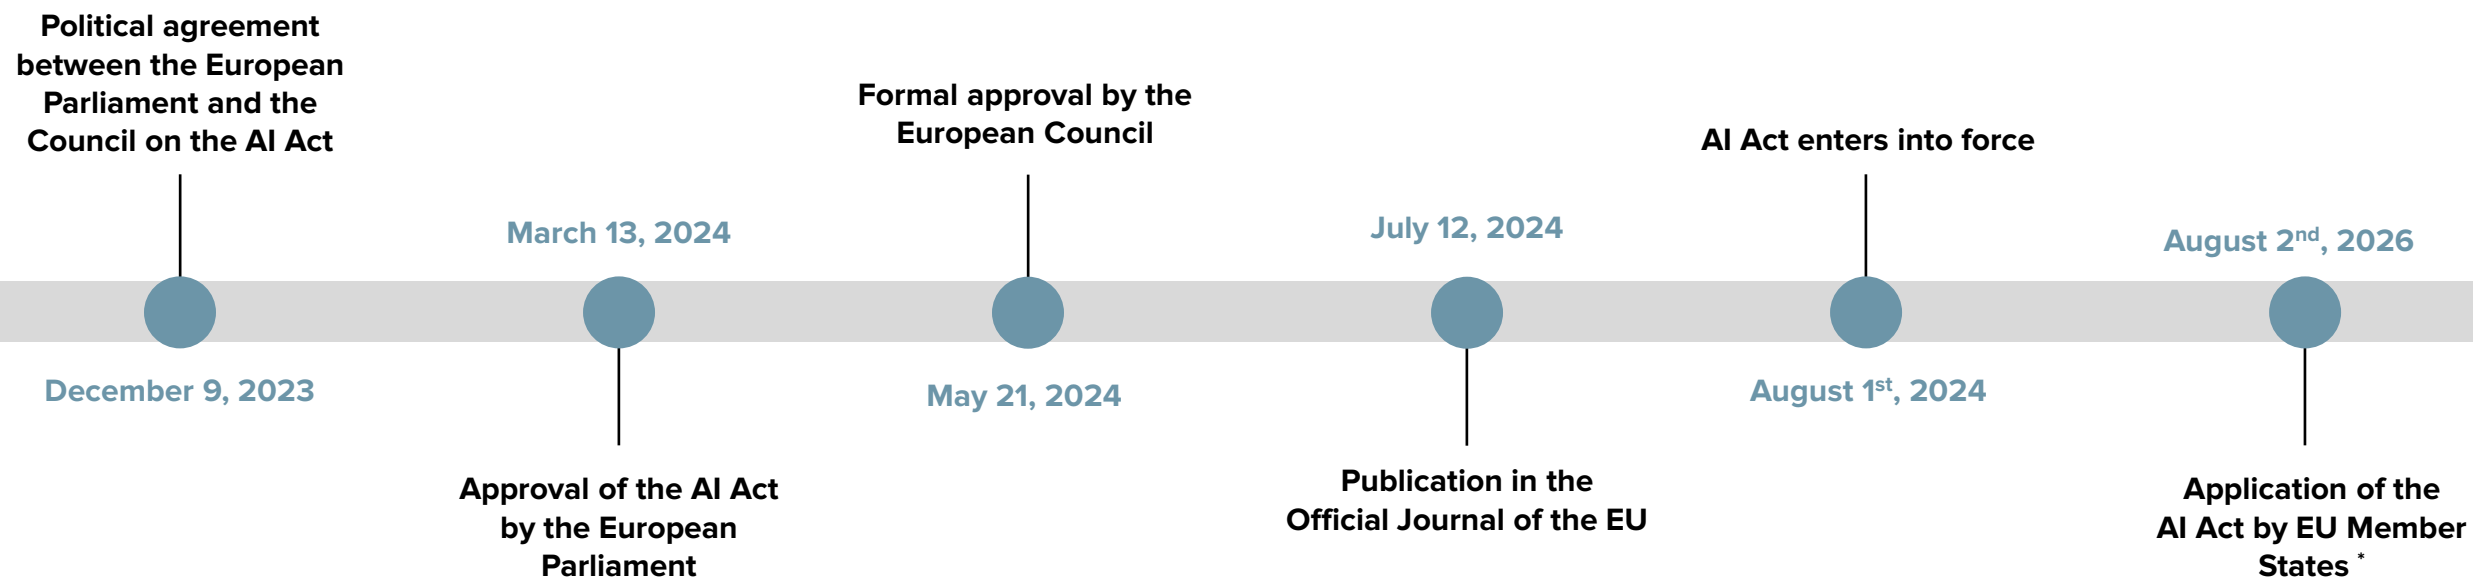 Political agreement
between the European
Parliament and the
Council on the AI Act
December 9, 2023
March 13, 2024
Approval of the AI Act
by the European
Parliament
Formal approval by the
European Council
May 21, 2024
July 12, 2024
Publication in the
Official Journal of the EU
AI Act enters into force
August 1st, 2024
August 2nd, 2026
Application of the
AI Act by EU Member
States *